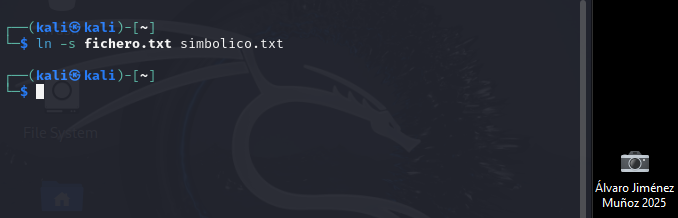 ┌──(kali㉿kali)-[~]
└─$ ln -s fichero.txt simbolico.txt
┌──(kali㉿kali)-[~]
└─$
File System
Álvaro Jiménez
Muñoz 2025